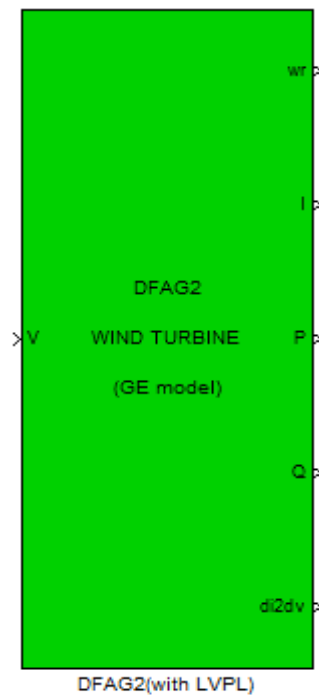 wr
I
DFAG2
V WIND TURBINE P
(GE model)
Q
di2dv
DFAG2(with LVPL)